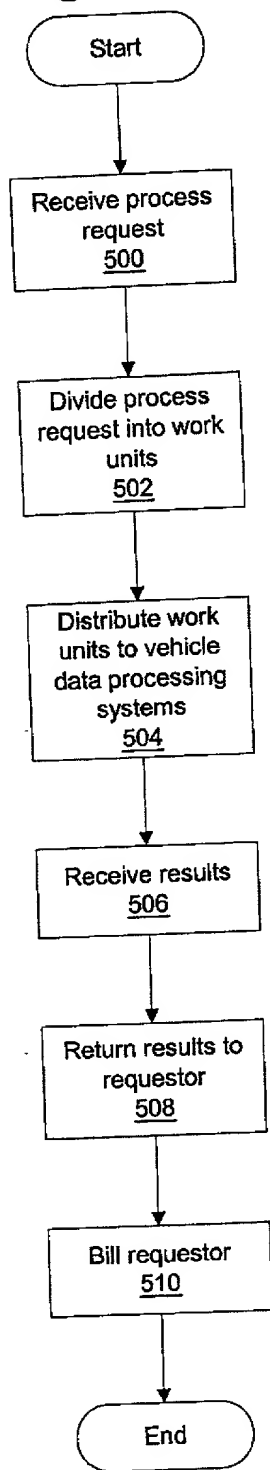 Start
Receive process
request
500
Divide process
request into work
units
502
Distribute work
units to vehicle
data processing
systems
504
Receive results
506
Return results to
requestor
508
Bill requestor
510
End